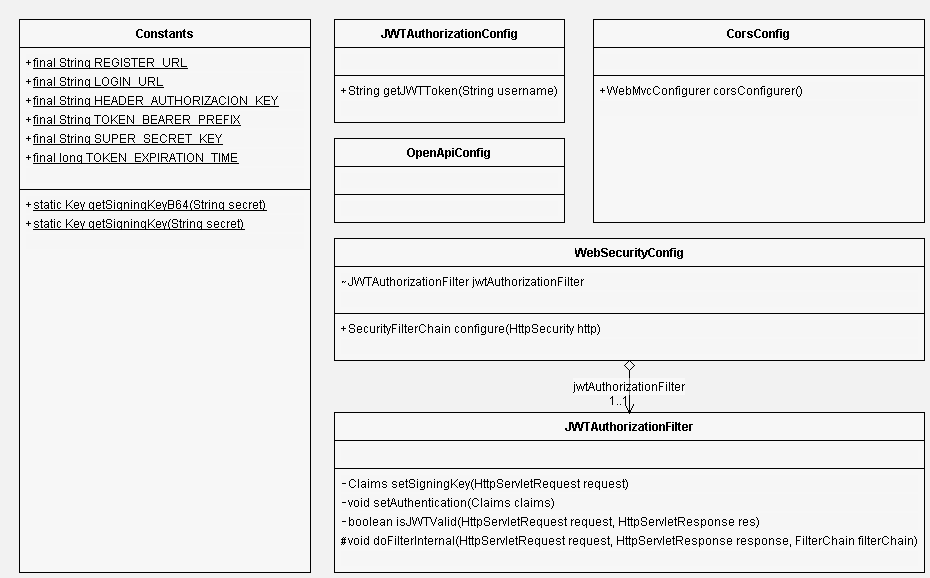 Constants
+final String REGISTER_URL
+final String LOGIN_URL
+final String HEADER_AUTHORIZACION_KEY
+final String TOKEN_BEARER_PREFIX
+final String SUPER_SECRET_KEY
+final long TOKEN_EXPIRATION_TIME
+static Key getSigningKeyB64(String secret)
+static Key getSigningKey(String secret)
JWTAuthorizationConfig
+String getJWTToken(String username)
CorsConfig
+WebMvcConfigurer corsConfigurer()
OpenApiConfig
WebSecurityConfig
~JWTAuthorizationFilter jwtAuthorizationFilter
+SecurityFilterChain configure(HttpSecurity http)
jwtAuthorizationFilter
1..1
JWTAuthorizationFilter
-Claims setSigningKey(HttpServletRequest request)
-void setAuthentication(Claims claims)
-boolean isJWTValid(HttpServletRequest request, HttpServletResponse res)
#void doFilterInternal(HttpServletRequest request, HttpServletResponse response, FilterChain filterChain)